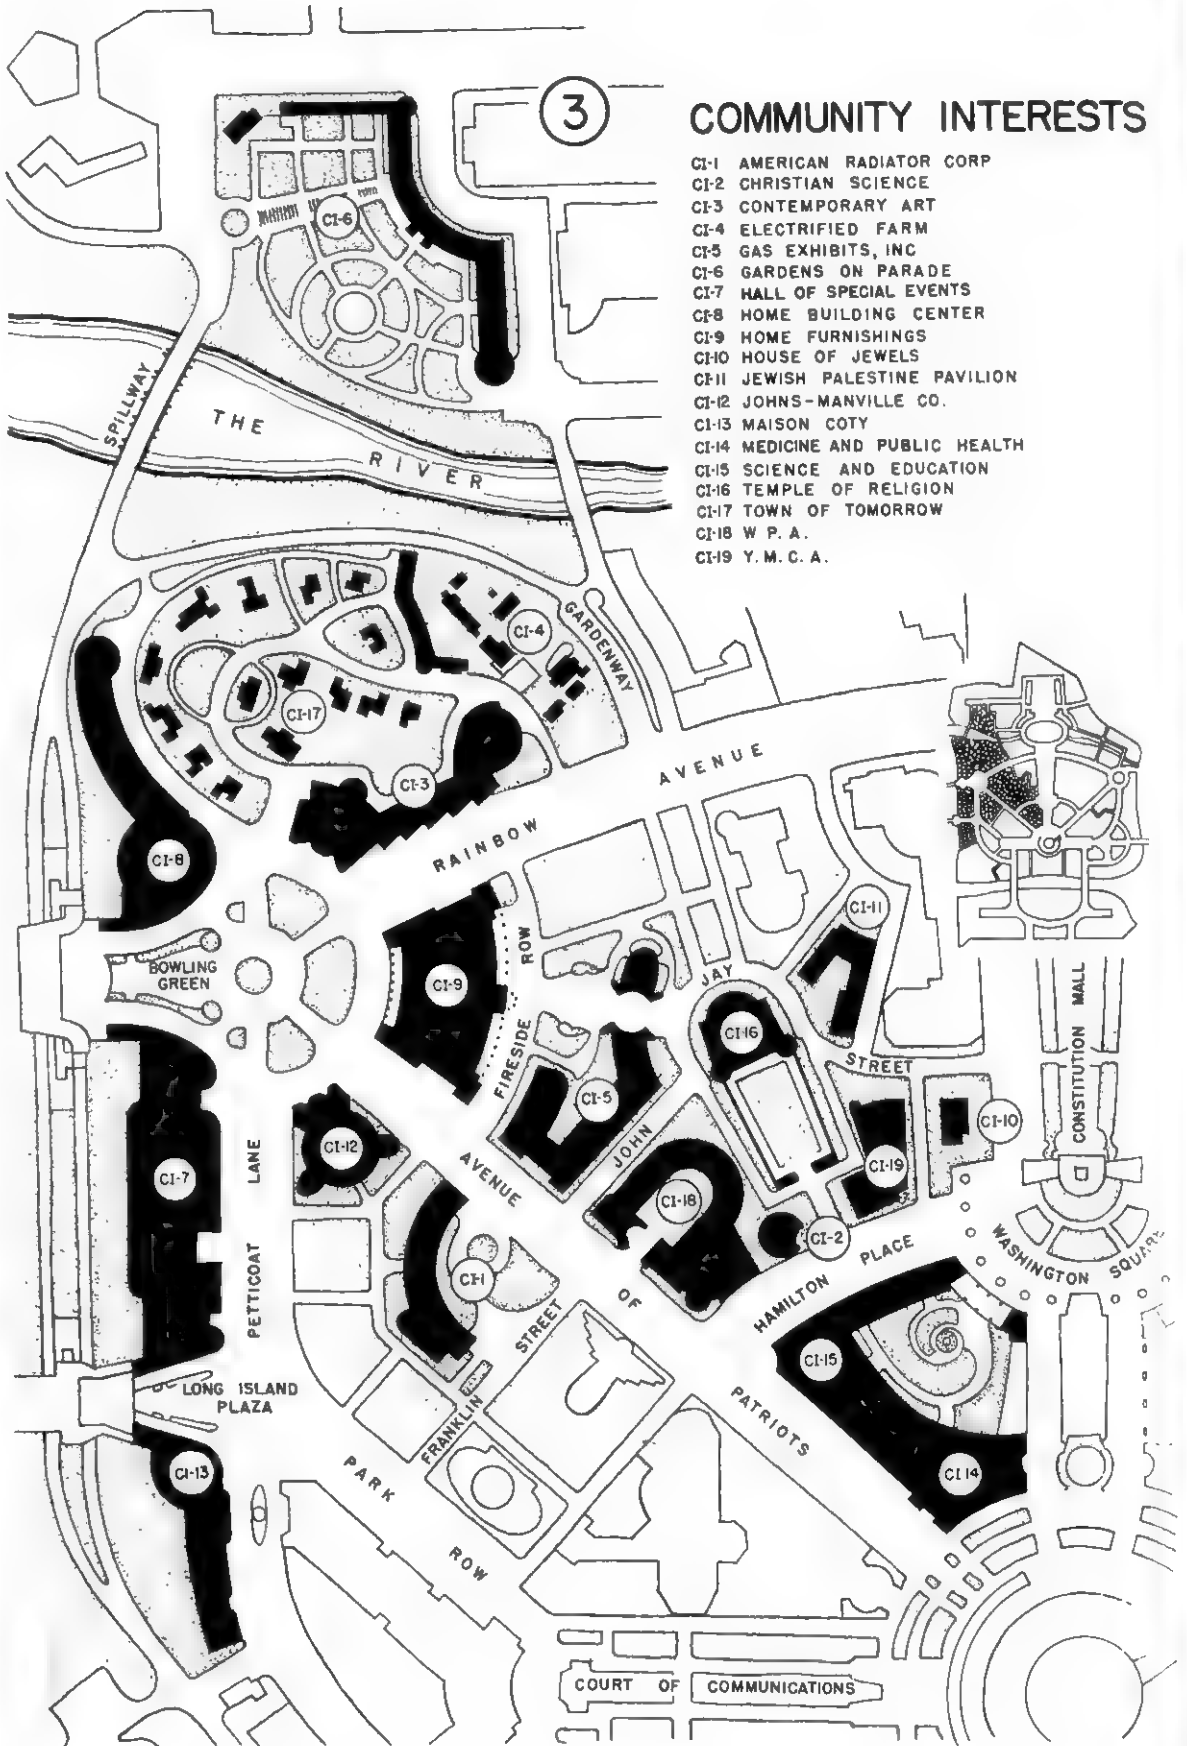 3
COMMUNITY INTERESTS
CI-1 AMERICAN RADIATOR CORP
CI-2 CHRISTIAN SCIENCE
CI-3 CONTEMPORARY ART
CI-4 ELECTRIFIED FARM
CI-5 GAS EXHIBITS, INC
CI-6 GARDENS ON PARADE
CI-7 HALL OF SPECIAL EVENTS
CI-8 HOME BUILDING CENTER
CI-9 HOME FURNISHINGS
CI-10 HOUSE OF JEWELS
CI-11 JEWISH PALESTINE PAVILION
CI-12 JOHNS-MANVILLE CO.
CI-13 MAISON COTY
CI-14 MEDICINE AND PUBLIC HEALTH
CI-15 SCIENCE AND EDUCATION
CI-16 TEMPLE OF RELIGION
CI-17 TOWN OF TOMORROW
CI-18 W P. A.
CI-19 Y. M. C. A.
CI-6
SPILLWAY
THE RIVER
CI-4
GARDENWAY
CI-17
CI-3
RAINBOW AVENUE
CI-8
CI-11
BOWLING
GREEN
CI-9
FIRESIDE ROW
JAY STREET
CI-16
CONSTITUTION MALL
CI-5
JOHN
CI-10
CI-12
CI-7
PETTICOAT LANE
CI-19
CI-18
CI-2
AVENUE OF PATRIOTS
HAMILTON PLACE
WASHINGTON SQUARE
CI-1
FRANKLIN STREET
CI-15
LONG ISLAND
PLAZA
CI-13
PARK ROW
CI 14
COURT OF COMMUNICATIONS